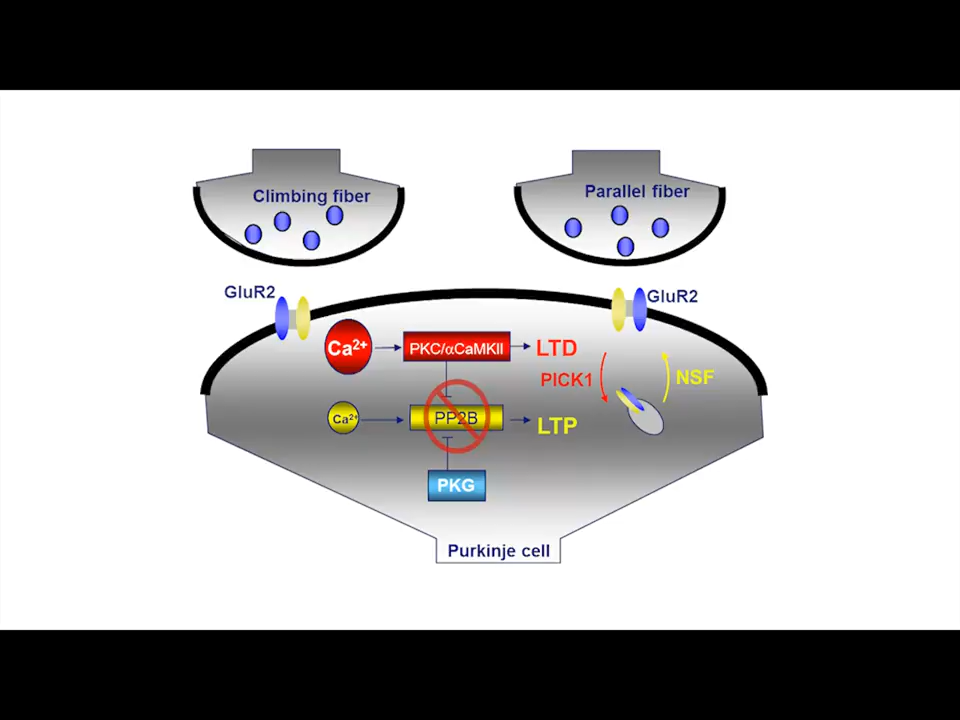 Climbing fiber
Parallel fiber
GluR2
GluR2
Ca2+
PKC/αCaMKII
LTD
PICK1
NSF
Ca2+
PP2B
LTP
PKG
Purkinje cell